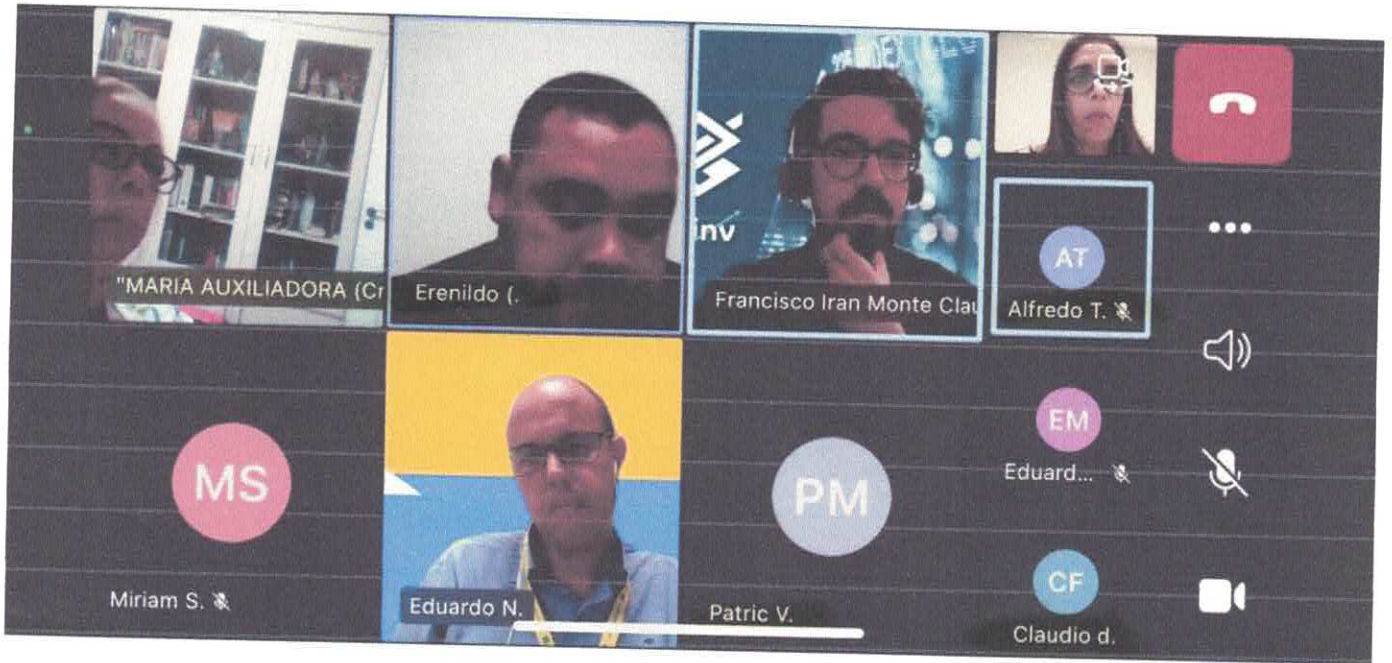 "MARIA AUXILIADORA (Cr
Erenildo (.
inv
Francisco Iran Monte Clau
AT
Alfredo T.
MS
Miriam S.
Eduardo N.
PM
Patric V.
EM
Eduard...
CF
Claudio d.